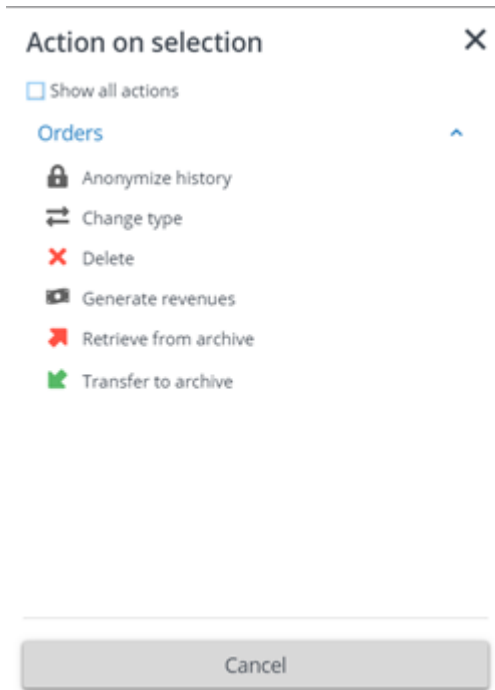 Action on selection
Show all actions
Orders
Anonymize history
Change type
Delete
Generate revenues
Retrieve from archive
Transfer to archive
Cancel